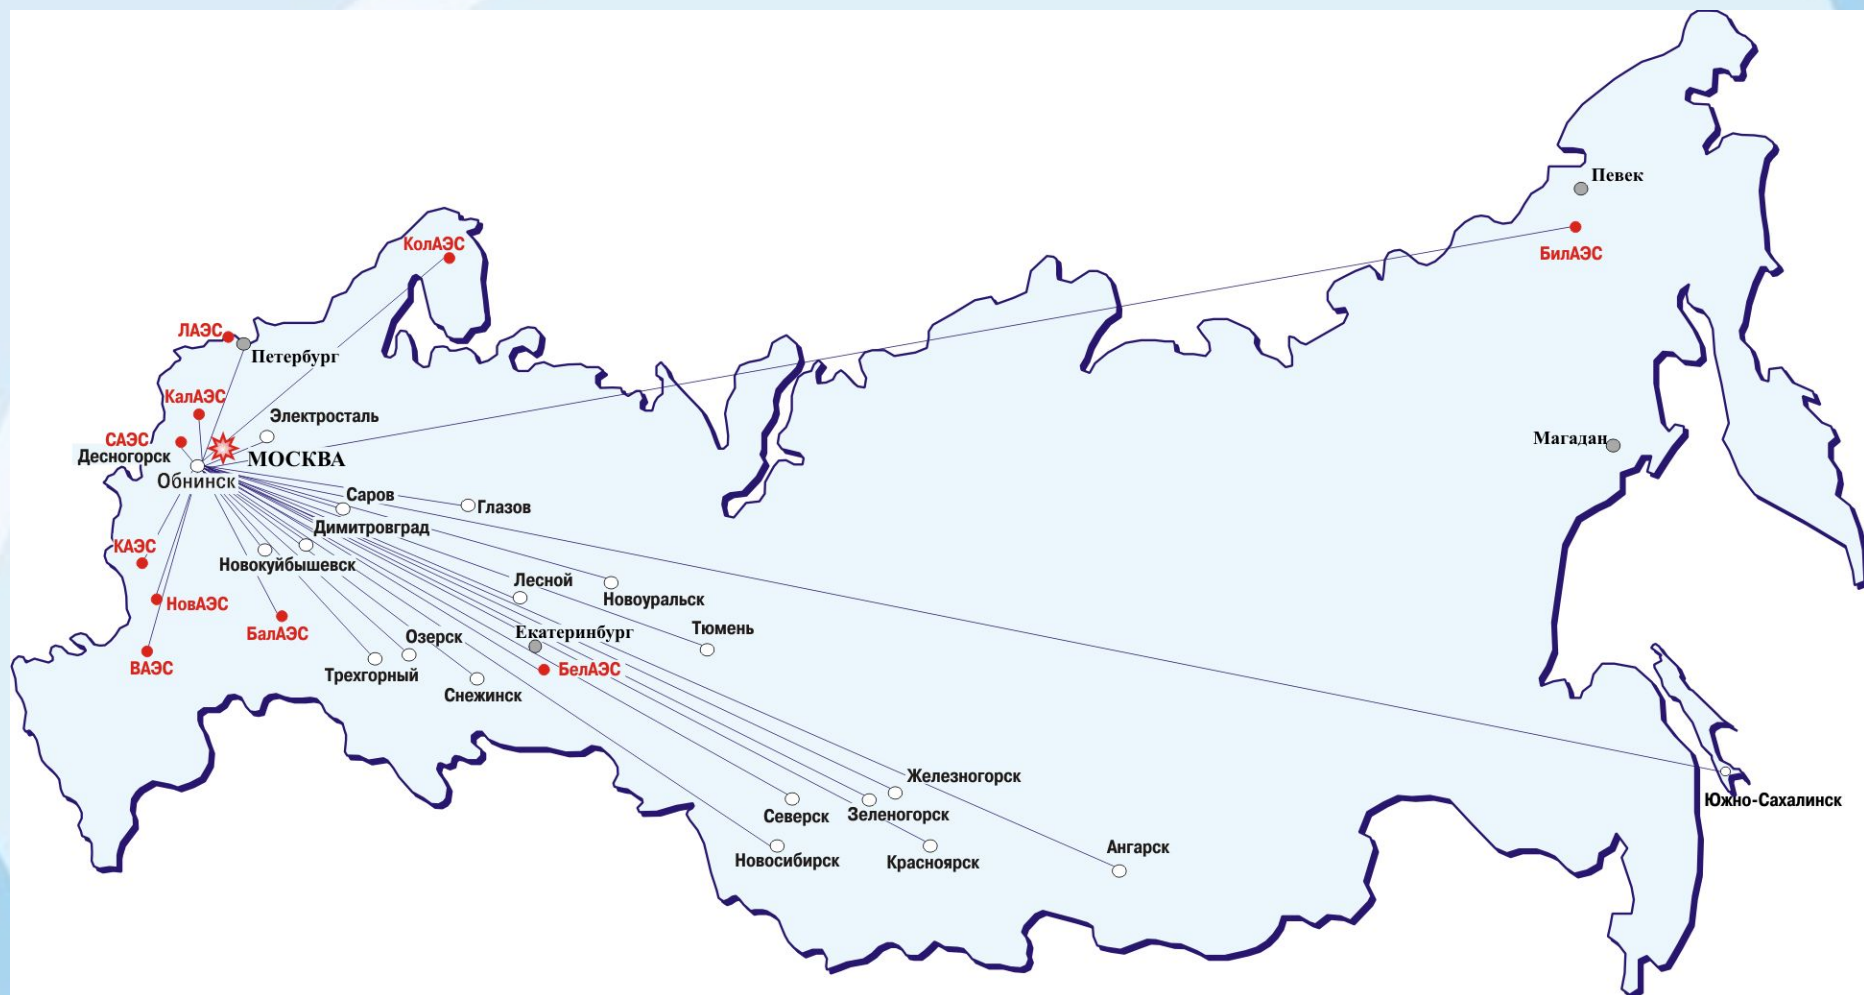 Певек
КолАЭС
БилАЭС
ЛАЭС
Петербург
КалАЭС
Электросталь
САЭС
Десногорск
МОСКВА
Магадан
Обнинск
Саров
Глазов
Димитровград
КАЭС
Новокуйбышевск
Лесной
Новоуральск
НовАЭС
БалАЭС
Екатеринбург
Тюмень
Озерск
ВАЭС
Трехгорный
БелАЭС
Снежинск
Железногорск
Южно-Сахалинск
Северск
Зеленогорск
Ангарск
Новосибирск
Красноярск